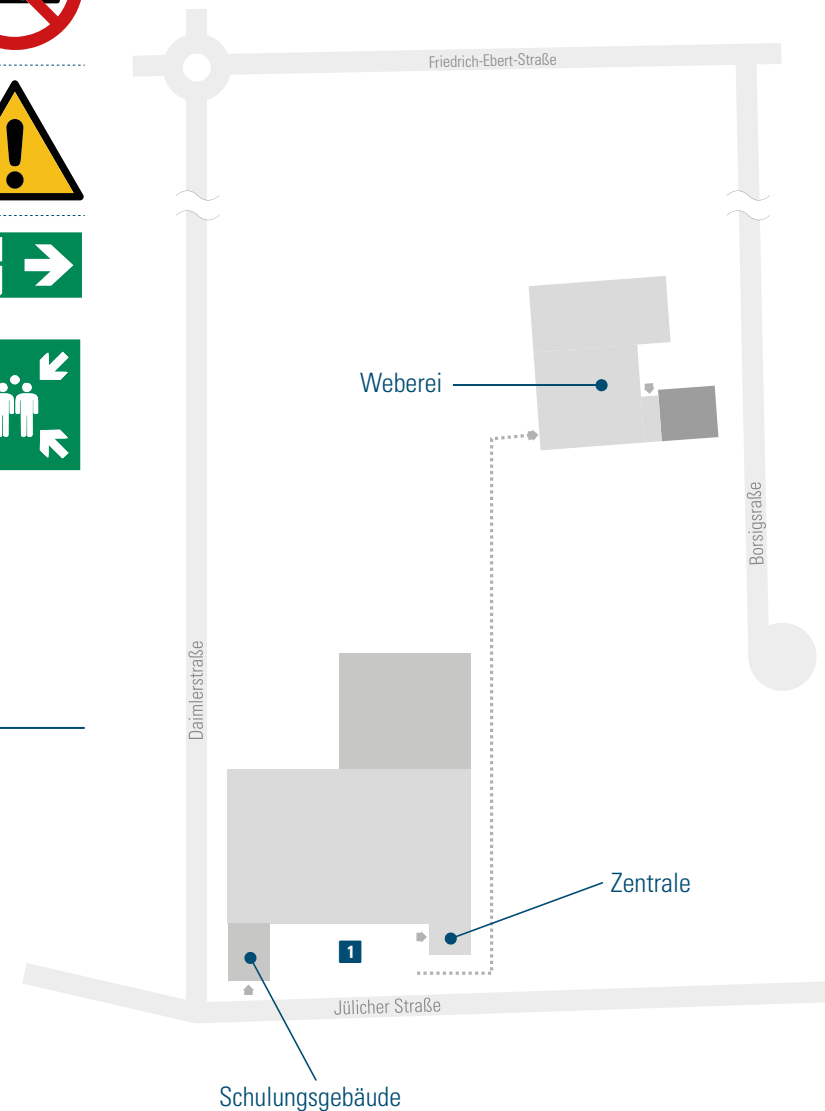 Friedrich-Ebert-Straße
Weberei
Borsigsraße
Daimlerstraße
Zentrale
1
Jülicher Straße
Schulungsgebäude